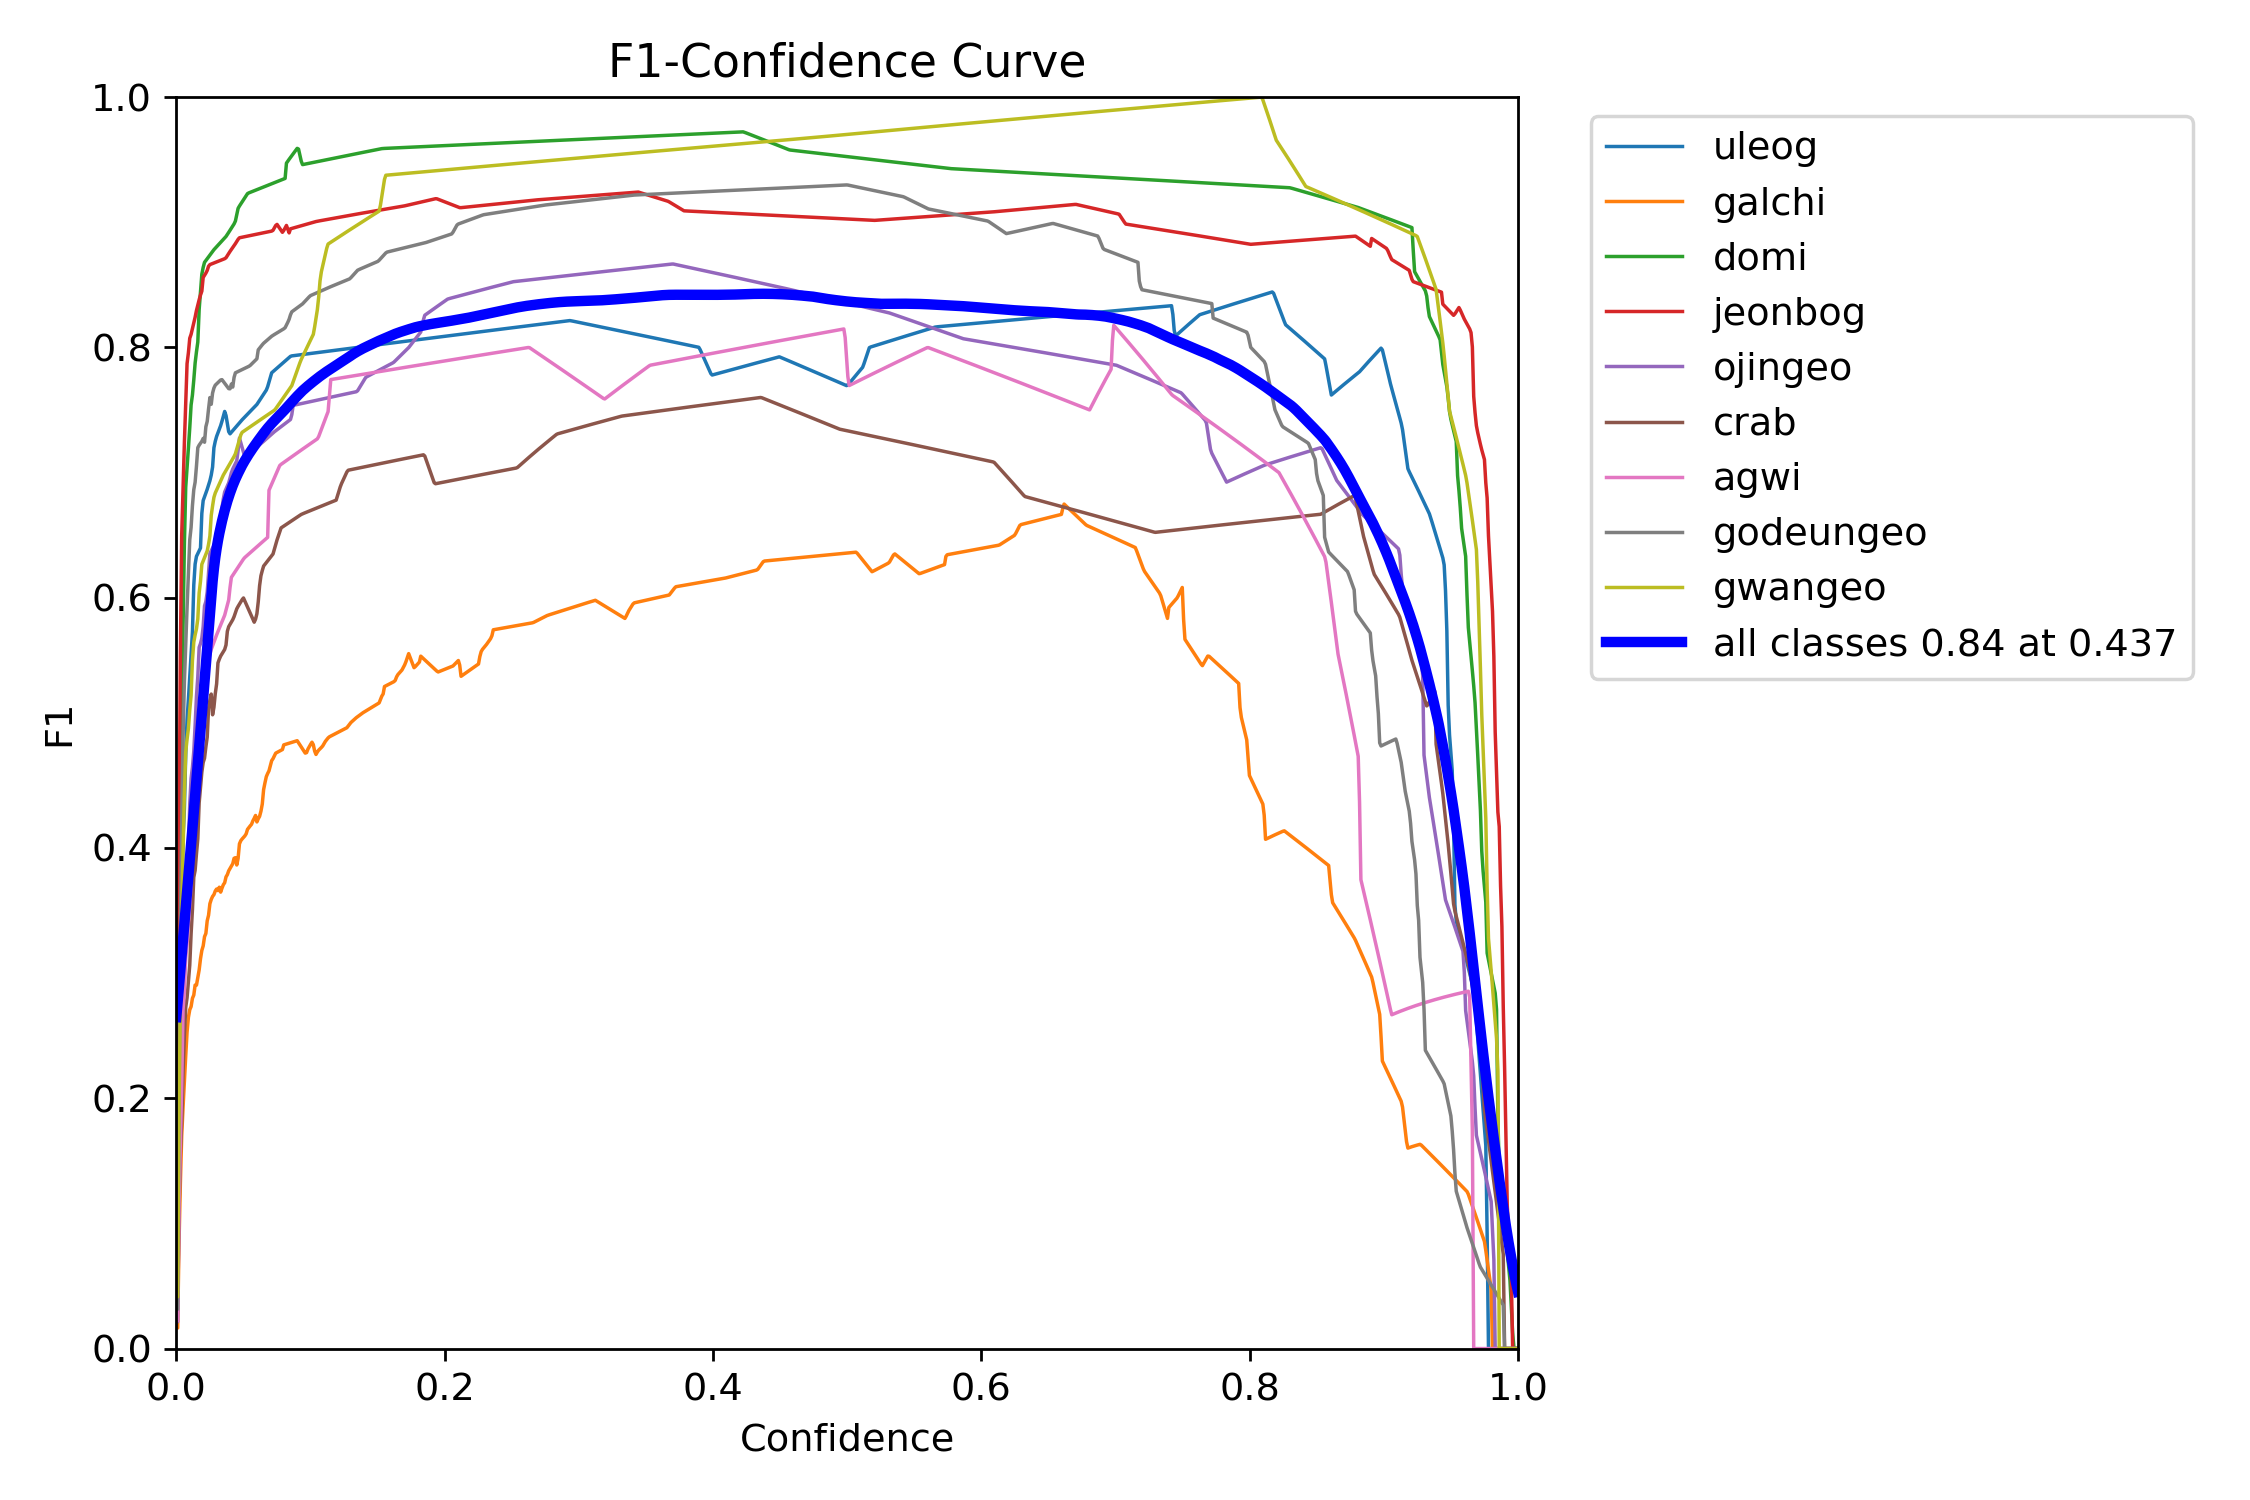 F1-Confidence Curve
1.0
0.8
0.6
0.4
0.2
0.0
F1
0.0 0.2 0.4 0.6 0.8 1.0
Confidence
uleog
galchi
domi
jeonbog
ojingeo
crab
agwi
godeungeo
gwangeo
all classes 0.84 at 0.437